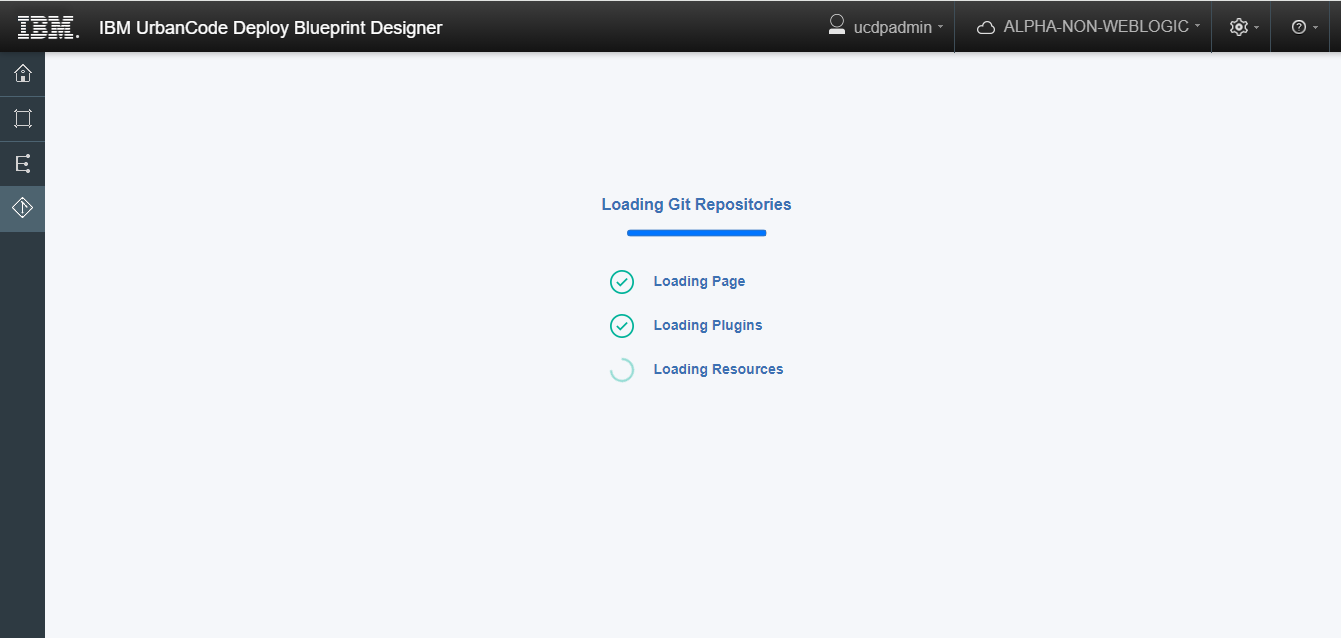 IBM. IBM UrbanCode Deploy Blueprint Designer ucdpadmin ALPHA-NON-WEBLOGIC
Loading Git Repositories
Loading Page
Loading Plugins
Loading Resources